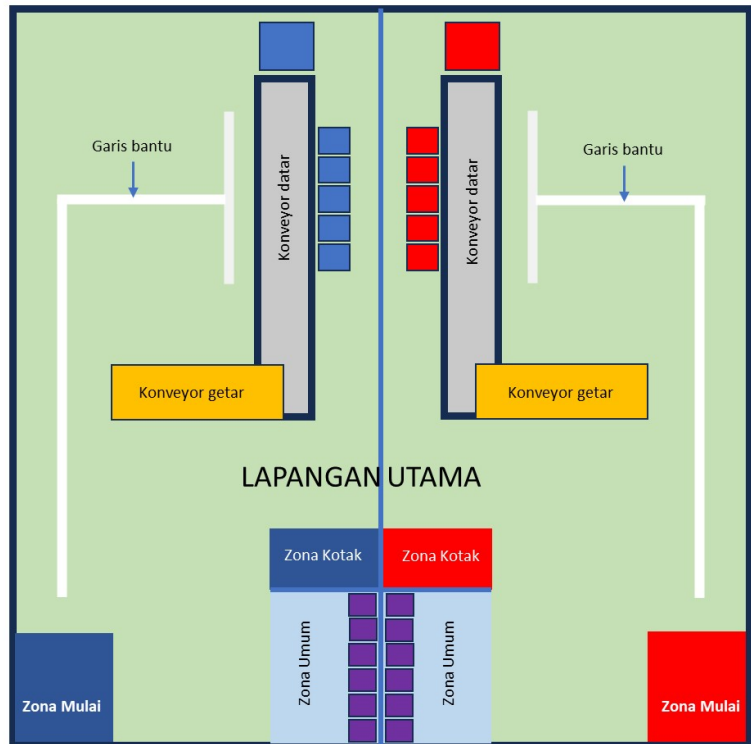 Garis bantu
Konveyor datar
Konveyor datar
Garis bantu
Konveyor getar
Konveyor getar
LAPANGAN UTAMA
Zona Kotak
Zona Kotak
Zona Umum
Zona Umum
Zona Mulai
Zona Mulai